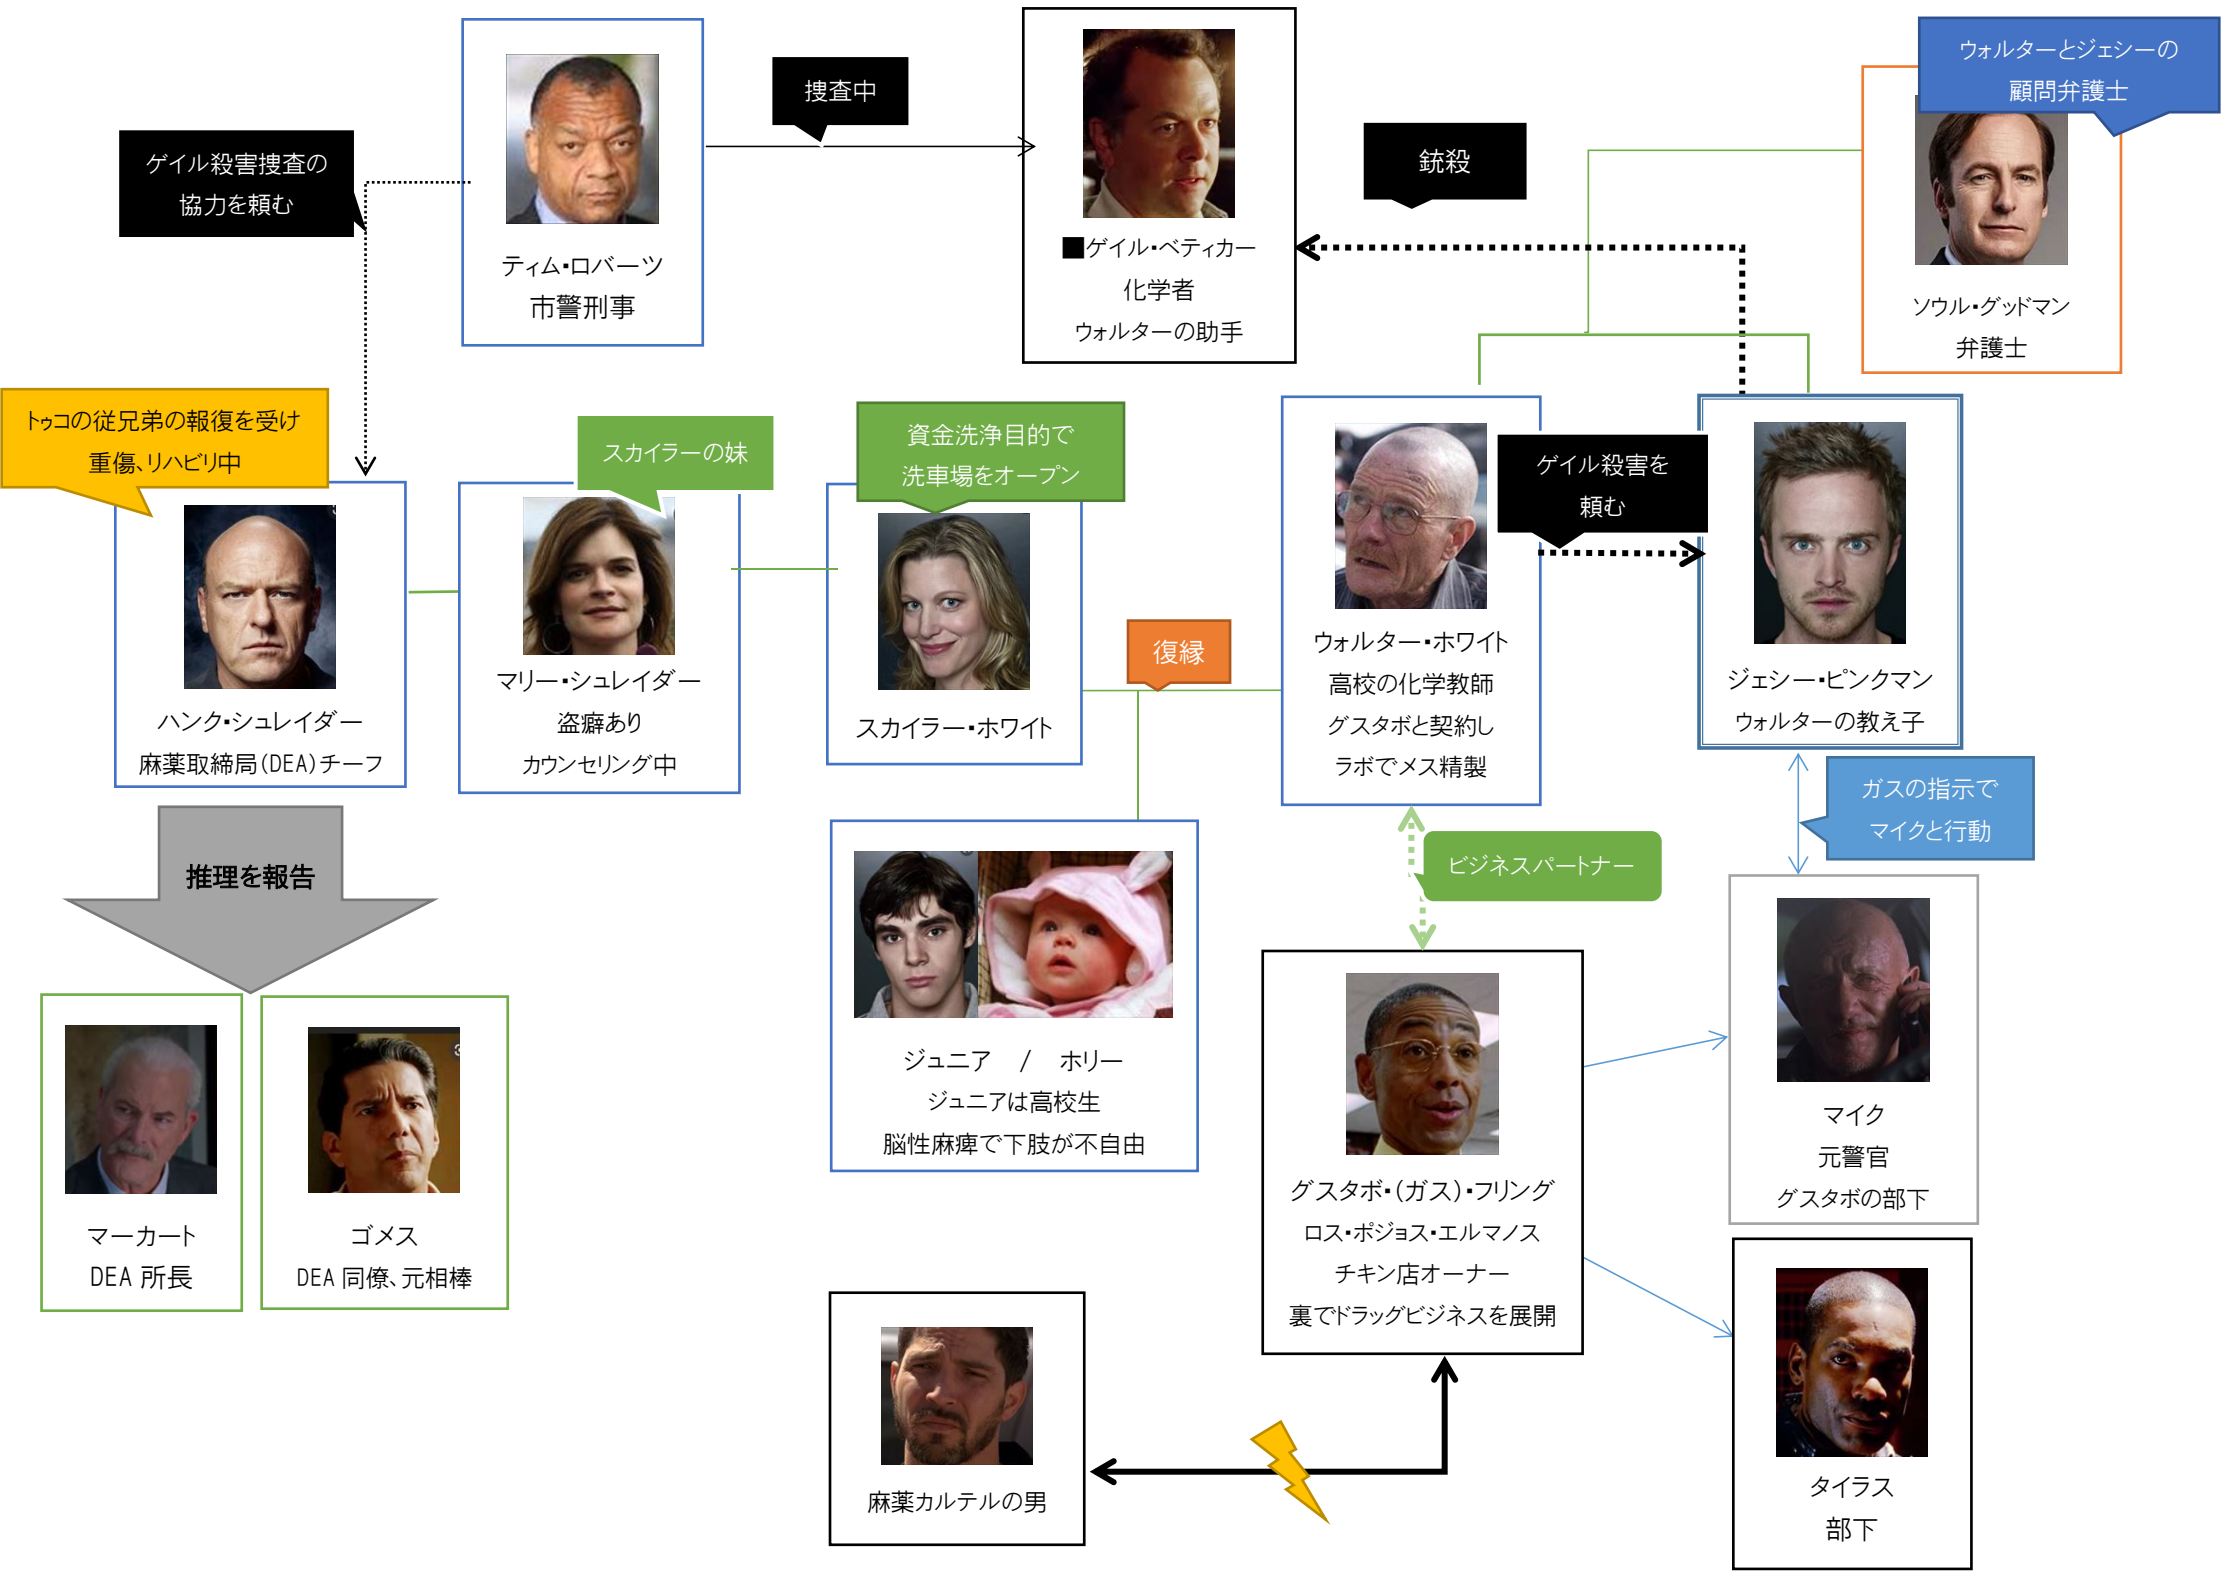 ウォルターとジェシーの
顧問弁護士
捜査中
銃殺
ゲイル殺害捜査の
協力を頼む
ティム・ロバーツ
市警刑事
■ゲイル・ベティカー
化学者
ウォルターの助手
ソウル・グッドマン
弁護士
トゥコの従兄弟の報復を受け
重傷、リハビリ中
スカイラーの妹
資金洗浄目的で
洗車場をオープン
ゲイル殺害を
頼む
ハンク・シュレイダー
麻薬取締局(DEA)チーフ
マリー・シュレイダー
盗癖あり
カウンセリング中
スカイラー・ホワイト
復縁
ウォルター・ホワイト
高校の化学教師
グスタボと契約し
ラボでメス精製
ジェシー・ピンクマン
ウォルターの教え子
ガスの指示で
マイクと行動
推理を報告
ビジネスパートナー
ジュニア / ホリー
ジュニアは高校生
脳性麻痺で下肢が不自由
マーカート
DEA 所長
ゴメス
DEA 同僚、元相棒
グスタボ・(ガス)・フリング
ロス・ポジョス・エルマノス
チキン店オーナー
裏でドラッグビジネスを展開
マイク
元警官
グスタボの部下
麻薬カルテルの男
タイラス
部下